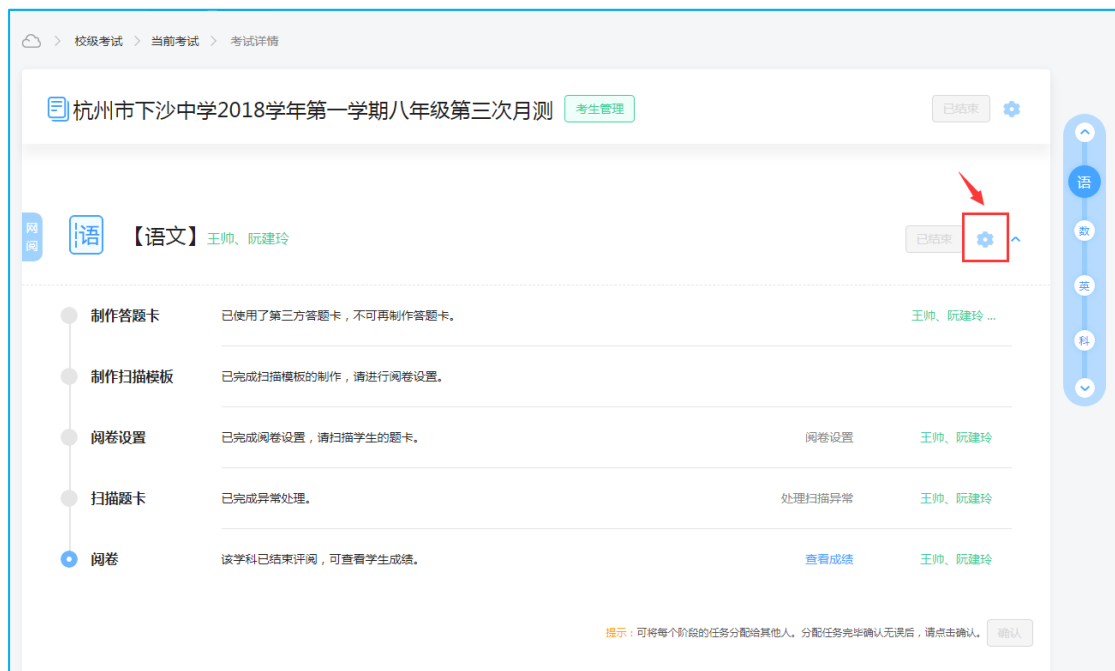 校级考试 > 当前考试 > 考试详情
杭州市下沙中学2018学年第一学期八年级第三次月测 考生管理 已结束
网阅 语 【语文】 王帅、阮建玲 已结束
制作答题卡 已使用了第三方答题卡，不可再制作答题卡。 王帅、阮建玲 ...
制作扫描模板 已完成扫描模板的制作，请进行阅卷设置。
阅卷设置 已完成阅卷设置，请扫描学生的题卡。 阅卷设置 王帅、阮建玲
扫描题卡 已完成异常处理。 处理扫描异常 王帅、阮建玲
阅卷 该学科已结束评阅，可查看学生成绩。 查看成绩 王帅、阮建玲
提示：可将每个阶段的任务分配给其他人。分配任务完毕确认无误后，请点击确认。 确认
语
数
英
科